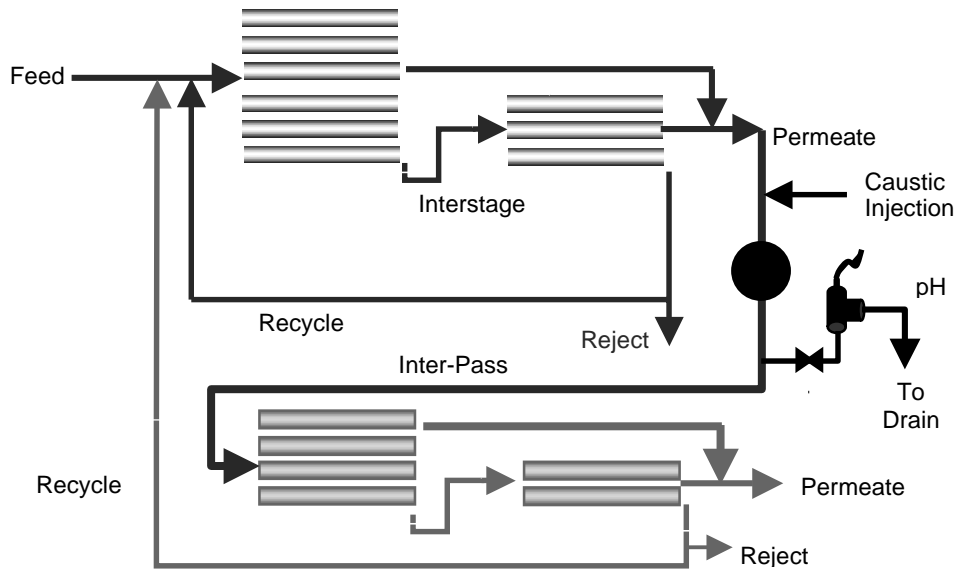 Feed
Permeate
Interstage
Caustic
Injection
pH
Recycle
Reject
Inter-Pass
To
Drain
Recycle
Permeate
Reject